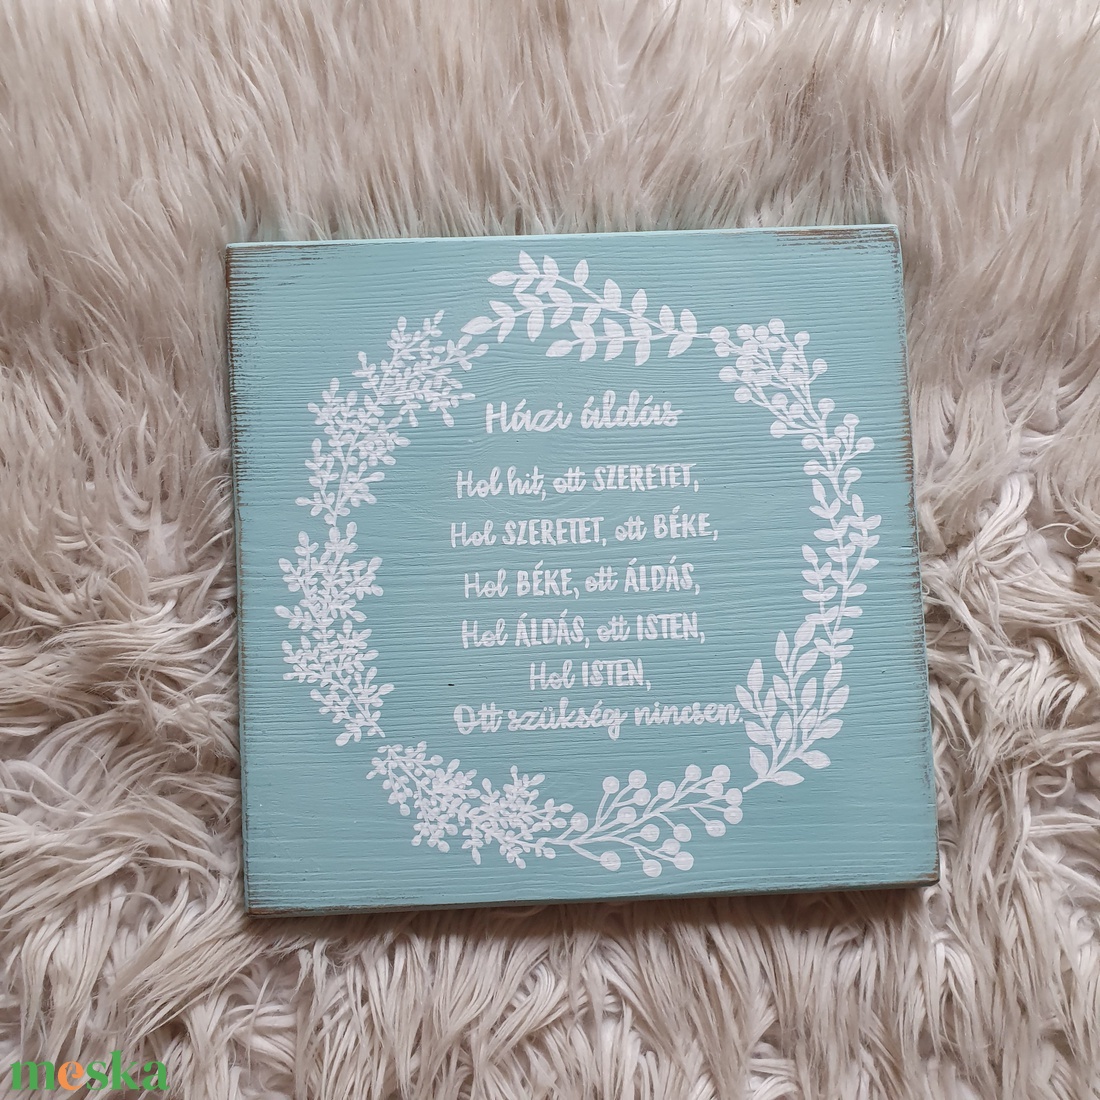 Házi áldás
Hol hit, ott SZERETET,
Hol SZERETET, ott BÉKE,
Hol BÉKE, ott ÁLDÁS,
Hol ÁLDÁS, ott ISTEN,
Hol ISTEN,
Ott szükség nincsen.
meska